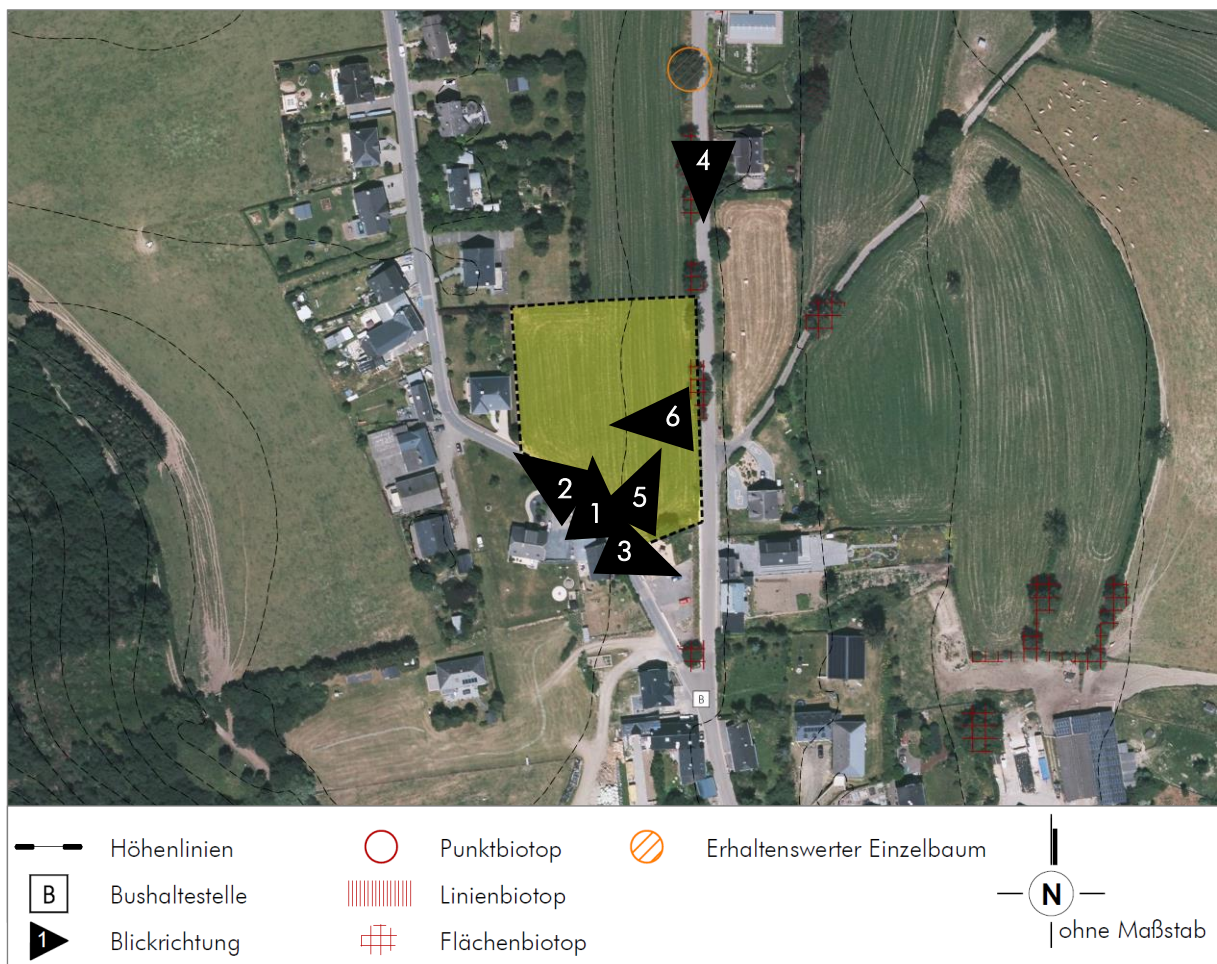 4
6
2
5
1
3
B
Höhenlinien
Punktbiotop
Erhaltenswerter Einzelbaum
B
Bushaltestelle
Linienbiotop
N
1
Blickrichtung
Flächenbiotop
ohne Maßstab